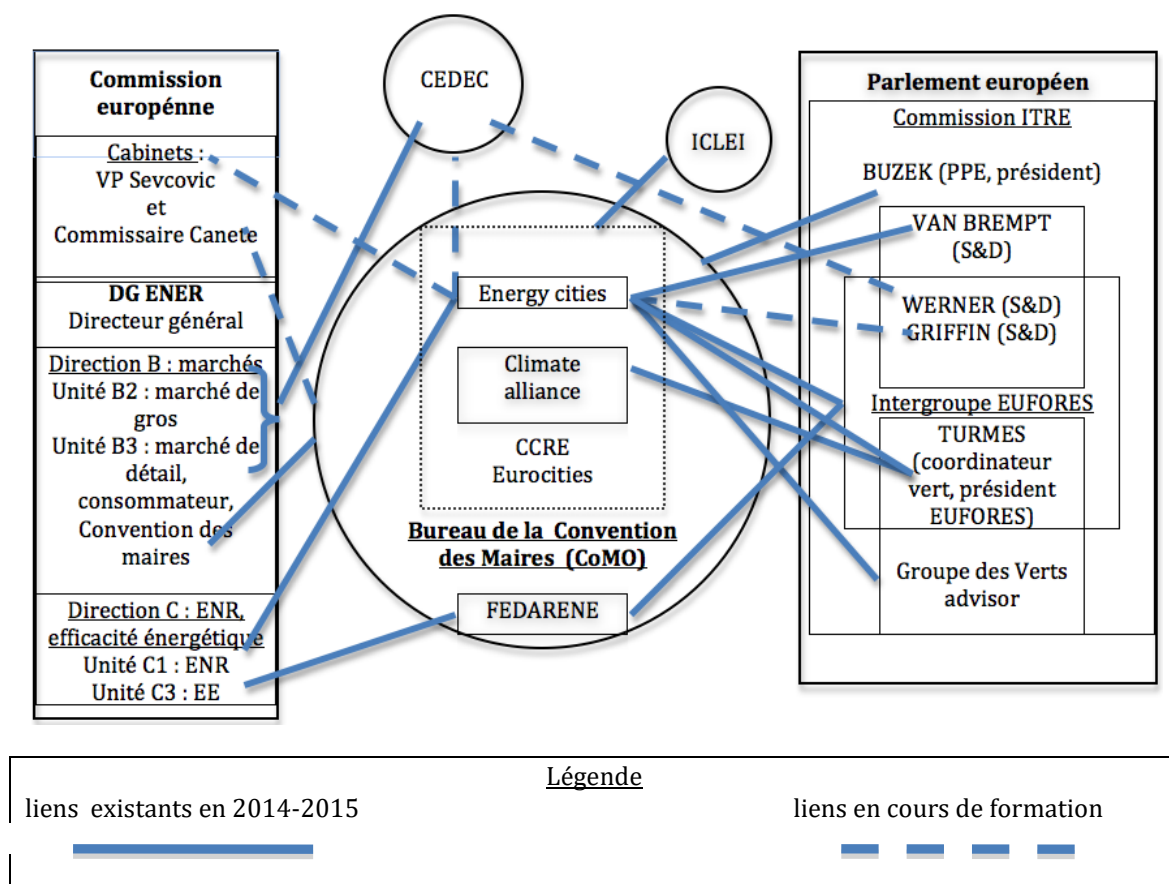 Commission
europénne
Cabinets :
VP Sevcovic
et
Commissaire Canete
DG ENER
Directeur général
Direction B : marchés
Unité B2 : marché de
gros
Unité B3 : marché de
détail,
consommateur,
Convention des
maires
Direction C : ENR,
efficacité énergétique
Unité C1 : ENR
Unité C3 : EE
CEDEC
ICLEI
Energy cities
Climate
alliance
CCRE
Eurocities
Bureau de la Convention
des Maires (CoMO)
FEDARENE
Parlement européen
Commission ITRE
BUZEK (PPE, président)
VAN BREMPT
(S&D)
WERNER (S&D)
GRIFFIN (S&D)
Intergroupe EUFORES
TURMES
(coordinateur
vert, président
EUFORES)
Groupe des Verts
advisor
Légende
liens existants en 2014-2015
liens en cours de formation